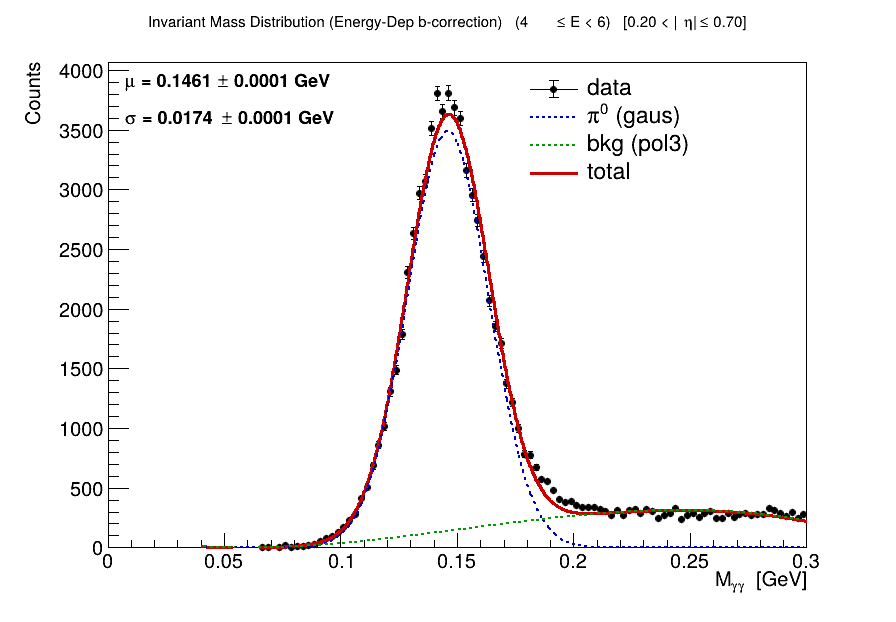 Invariant Mass Distribution (Energy-Dep b-correction) (4 ≤ E < 6) [0.20 < | η| ≤ 0.70]
Counts
4000
3500
3000
2500
2000
1500
1000
500
0
μ = 0.1461 ± 0.0001 GeV
σ = 0.0174 ± 0.0001 GeV
data
π⁰ (gaus)
bkg (pol3)
total
0 0.05 0.1 0.15 0.2 0.25 0.3
Mγγ [GeV]